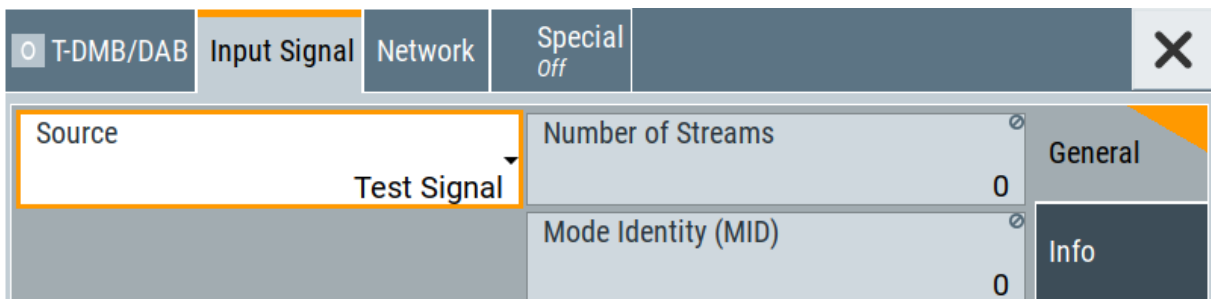 O T-DMB/DAB Input Signal Network Special
Off
Source
Test Signal
Number of Streams
0
Mode Identity (MID)
0
General
Info